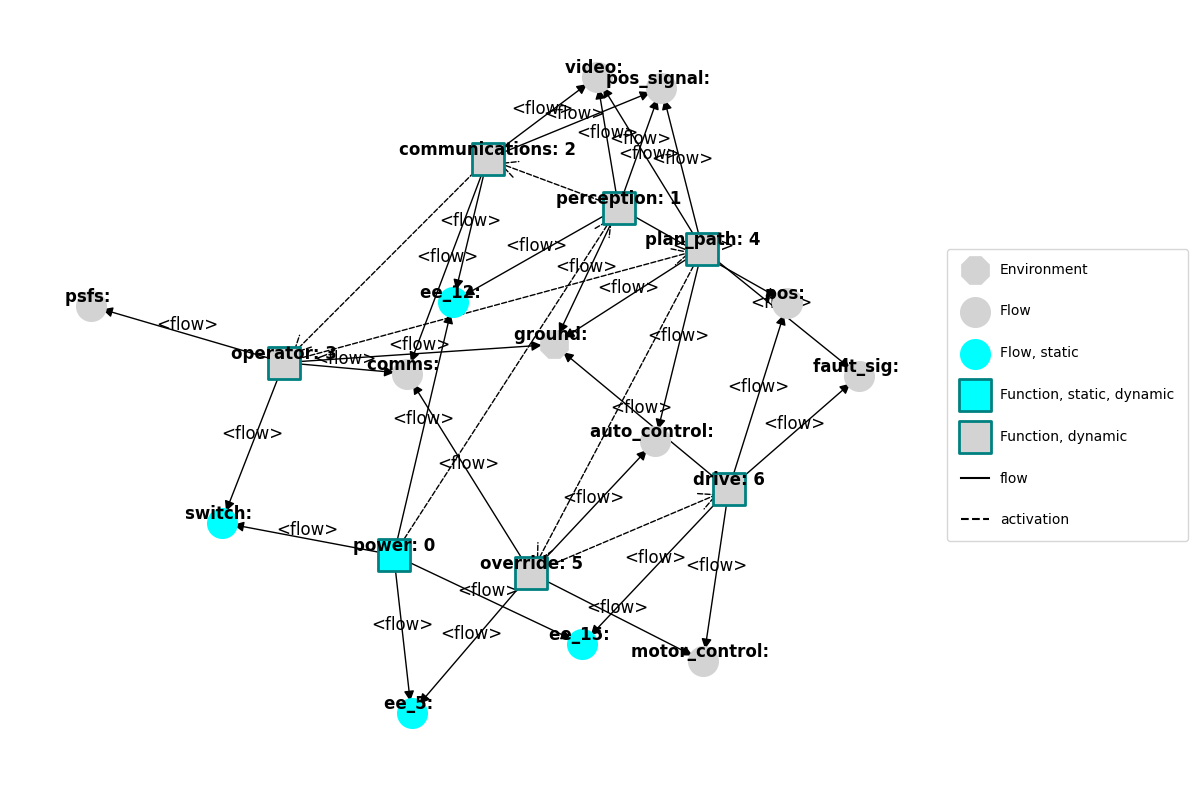 video:
pos_signal:
<flow>
<flow>
<flow>
<flow>
communications: 2
<flow>
<flow>
perception: 1
<flow>
plan_path: 4
<flow>
<flow>
<flow>
Environment
<flow>
psfs:
ee_12:
pos:
Flow
<flow>
ground:
<flow>
<flow>
operator: 3
<flow>
<flow>
Flow, static
comms:
fault_sig:
<flow>
Function, static, dynamic
<flow>
<flow>
<flow>
<flow>
auto_control:
Function, dynamic
<flow>
drive: 6
flow
<flow>
switch:
<flow>
activation
power: 0
<flow>
override: 5
<flow>
<flow>
<flow>
<flow>
ee_15:
<flow>
motor_control:
ee_5: